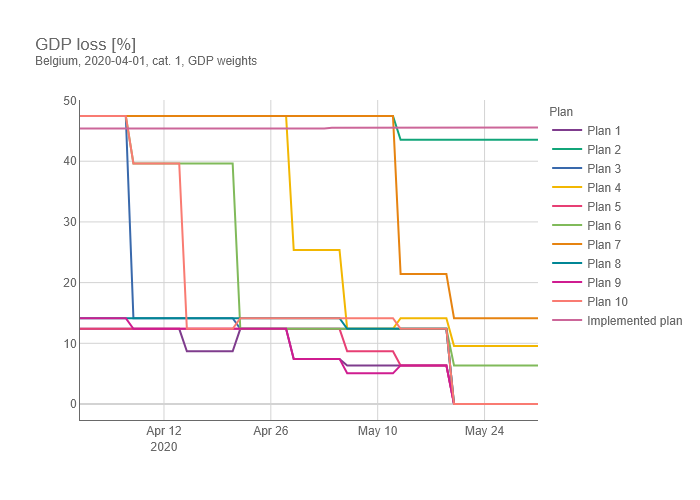 GDP loss [%]
Belgium, 2020-04-01, cat. 1, GDP weights
50
40
30
20
10
0
Apr 12
2020
Apr 26
May 10
May 24
Plan
Plan 1
Plan 2
Plan 3
Plan 4
Plan 5
Plan 6
Plan 7
Plan 8
Plan 9
Plan 10
Implemented plan